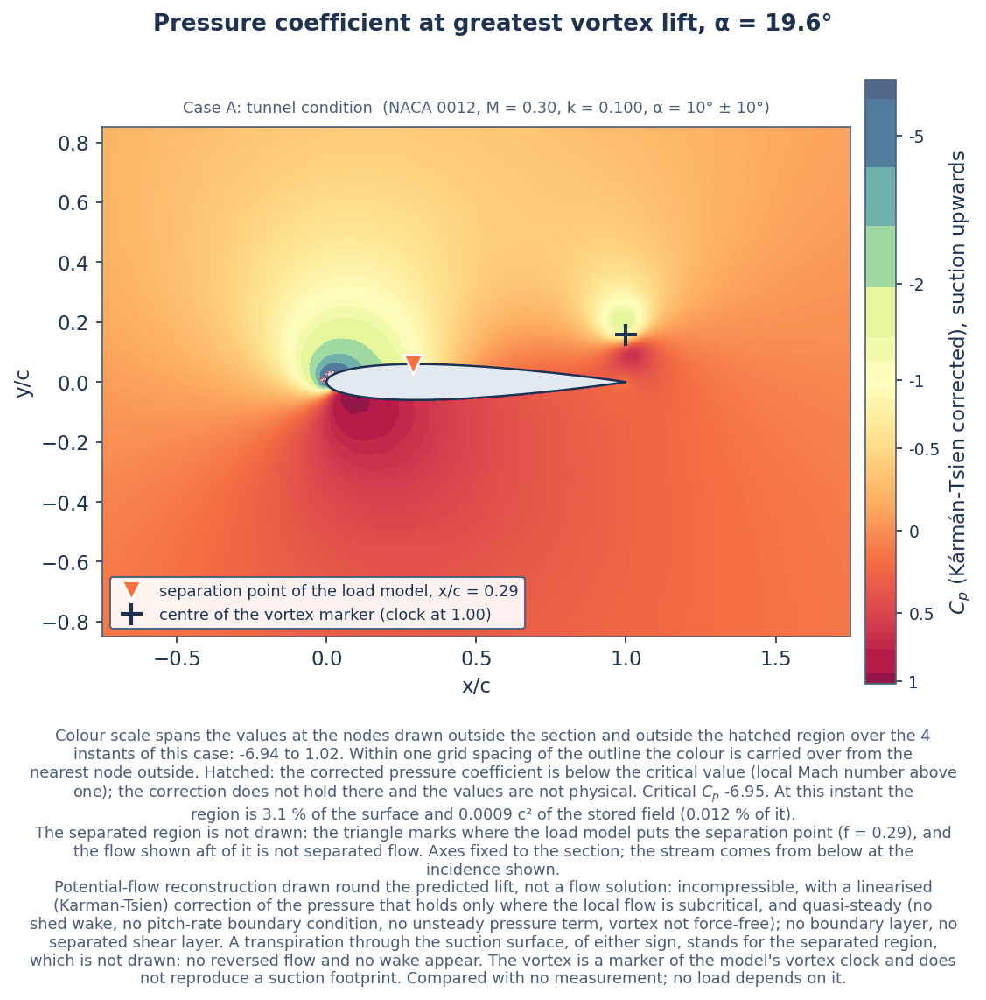 Pressure coefficient at greatest vortex lift, α = 19.6°
Case A: tunnel condition  (NACA 0012, M = 0.30, k = 0.100, α = 10° ± 10°)
0.8
0.6
0.4
0.2
0.0
−0.2
−0.4
−0.6
−0.8
y/c
−0.5
0.0
0.5
1.0
1.5
x/c
separation point of the load model, x/c = 0.29
centre of the vortex marker (clock at 1.00)
-5
-2
-1
-0.5
0
0.5
1
Cp (Kármán-Tsien corrected), suction upwards
Colour scale spans the values at the nodes drawn outside the section and outside the hatched region over the 4
instants of this case: -6.94 to 1.02. Within one grid spacing of the outline the colour is carried over from the
nearest node outside. Hatched: the corrected pressure coefficient is below the critical value (local Mach number above
one); the correction does not hold there and the values are not physical. Critical Cp -6.95. At this instant the
region is 3.1 % of the surface and 0.0009 c² of the stored field (0.012 % of it).
The separated region is not drawn: the triangle marks where the load model puts the separation point (f = 0.29), and
the flow shown aft of it is not separated flow. Axes fixed to the section; the stream comes from below at the
incidence shown.
Potential-flow reconstruction drawn round the predicted lift, not a flow solution: incompressible, with a linearised
(Karman-Tsien) correction of the pressure that holds only where the local flow is subcritical, and quasi-steady (no
shed wake, no pitch-rate boundary condition, no unsteady pressure term, vortex not force-free); no boundary layer, no
separated shear layer. A transpiration through the suction surface, of either sign, stands for the separated region,
which is not drawn: no reversed flow and no wake appear. The vortex is a marker of the model's vortex clock and does
not reproduce a suction footprint. Compared with no measurement; no load depends on it.